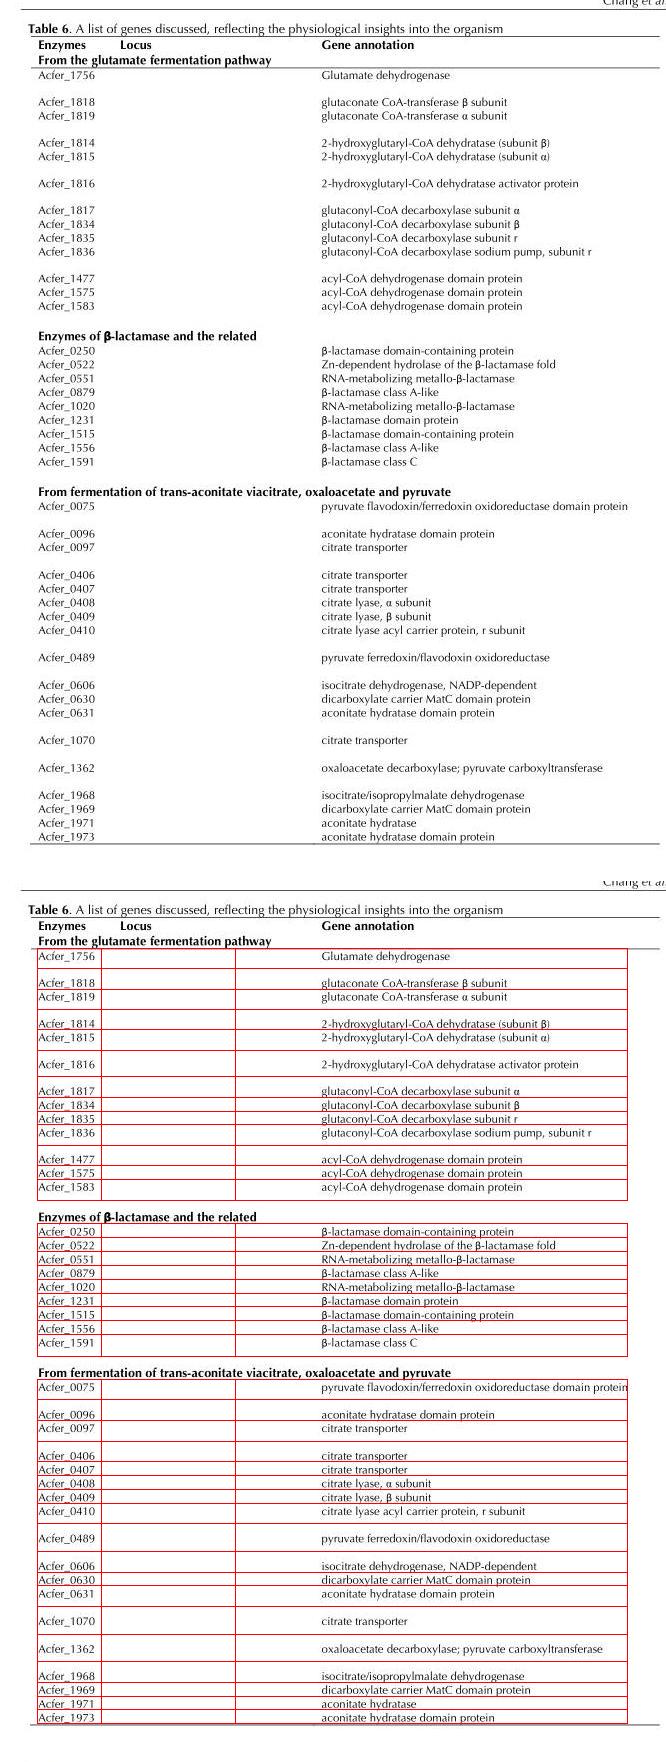 Chang et al
Table 6. A list of genes discussed, reflecting the physiological insights into the organism
Enzymes Locus Gene annotation
From the glutamate fermentation pathway
Acfer_1756 Glutamate dehydrogenase
Acfer_1818 glutaconate CoA-transferase β subunit
Acfer_1819 glutaconate CoA-transferase α subunit
Acfer_1814 2-hydroxyglutaryl-CoA dehydratase (subunit β)
Acfer_1815 2-hydroxyglutaryl-CoA dehydratase (subunit α)
Acfer_1816 2-hydroxyglutaryl-CoA dehydratase activator protein
Acfer_1817 glutaconyl-CoA decarboxylase subunit α
Acfer_1834 glutaconyl-CoA decarboxylase subunit β
Acfer_1835 glutaconyl-CoA decarboxylase subunit r
Acfer_1836 glutaconyl-CoA decarboxylase sodium pump, subunit r
Acfer_1477 acyl-CoA dehydrogenase domain protein
Acfer_1575 acyl-CoA dehydrogenase domain protein
Acfer_1583 acyl-CoA dehydrogenase domain protein
Enzymes of β-lactamase and the related
Acfer_0250 β-lactamase domain-containing protein
Acfer_0522 Zn-dependent hydrolase of the β-lactamase fold
Acfer_0551 RNA-metabolizing metallo-β-lactamase
Acfer_0879 β-lactamase class A-like
Acfer_1020 RNA-metabolizing metallo-β-lactamase
Acfer_1231 β-lactamase domain protein
Acfer_1515 β-lactamase domain-containing protein
Acfer_1556 β-lactamase class A-like
Acfer_1591 β-lactamase class C
From fermentation of trans-aconitate viacitrate, oxaloacetate and pyruvate
Acfer_0075 pyruvate flavodoxin/ferredoxin oxidoreductase domain protein
Acfer_0096 aconitate hydratase domain protein
Acfer_0097 citrate transporter
Acfer_0406 citrate transporter
Acfer_0407 citrate transporter
Acfer_0408 citrate lyase, α subunit
Acfer_0409 citrate lyase, β subunit
Acfer_0410 citrate lyase acyl carrier protein, r subunit
Acfer_0489 pyruvate ferredoxin/flavodoxin oxidoreductase
Acfer_0606 isocitrate dehydrogenase, NADP-dependent
Acfer_0630 dicarboxylate carrier MatC domain protein
Acfer_0631 aconitate hydratase domain protein
Acfer_1070 citrate transporter
Acfer_1362 oxaloacetate decarboxylase; pyruvate carboxyltransferase
Acfer_1968 isocitrate/isopropylmalate dehydrogenase
Acfer_1969 dicarboxylate carrier MatC domain protein
Acfer_1971 aconitate hydratase
Acfer_1973 aconitate hydratase domain protein
Chang et al
Table 6. A list of genes discussed, reflecting the physiological insights into the organism
Enzymes Locus Gene annotation
From the glutamate fermentation pathway
Acfer_1756 Glutamate dehydrogenase
Acfer_1818 glutaconate CoA-transferase β subunit
Acfer_1819 glutaconate CoA-transferase α subunit
Acfer_1814 2-hydroxyglutaryl-CoA dehydratase (subunit β)
Acfer_1815 2-hydroxyglutaryl-CoA dehydratase (subunit α)
Acfer_1816 2-hydroxyglutaryl-CoA dehydratase activator protein
Acfer_1817 glutaconyl-CoA decarboxylase subunit α
Acfer_1834 glutaconyl-CoA decarboxylase subunit β
Acfer_1835 glutaconyl-CoA decarboxylase subunit r
Acfer_1836 glutaconyl-CoA decarboxylase sodium pump, subunit r
Acfer_1477 acyl-CoA dehydrogenase domain protein
Acfer_1575 acyl-CoA dehydrogenase domain protein
Acfer_1583 acyl-CoA dehydrogenase domain protein
Enzymes of β-lactamase and the related
Acfer_0250 β-lactamase domain-containing protein
Acfer_0522 Zn-dependent hydrolase of the β-lactamase fold
Acfer_0551 RNA-metabolizing metallo-β-lactamase
Acfer_0879 β-lactamase class A-like
Acfer_1020 RNA-metabolizing metallo-β-lactamase
Acfer_1231 β-lactamase domain protein
Acfer_1515 β-lactamase domain-containing protein
Acfer_1556 β-lactamase class A-like
Acfer_1591 β-lactamase class C
From fermentation of trans-aconitate viacitrate, oxaloacetate and pyruvate
Acfer_0075 pyruvate flavodoxin/ferredoxin oxidoreductase domain protein
Acfer_0096 aconitate hydratase domain protein
Acfer_0097 citrate transporter
Acfer_0406 citrate transporter
Acfer_0407 citrate transporter
Acfer_0408 citrate lyase, α subunit
Acfer_0409 citrate lyase, β subunit
Acfer_0410 citrate lyase acyl carrier protein, r subunit
Acfer_0489 pyruvate ferredoxin/flavodoxin oxidoreductase
Acfer_0606 isocitrate dehydrogenase, NADP-dependent
Acfer_0630 dicarboxylate carrier MatC domain protein
Acfer_0631 aconitate hydratase domain protein
Acfer_1070 citrate transporter
Acfer_1362 oxaloacetate decarboxylase; pyruvate carboxyltransferase
Acfer_1968 isocitrate/isopropylmalate dehydrogenase
Acfer_1969 dicarboxylate carrier MatC domain protein
Acfer_1971 aconitate hydratase
Acfer_1973 aconitate hydratase domain protein